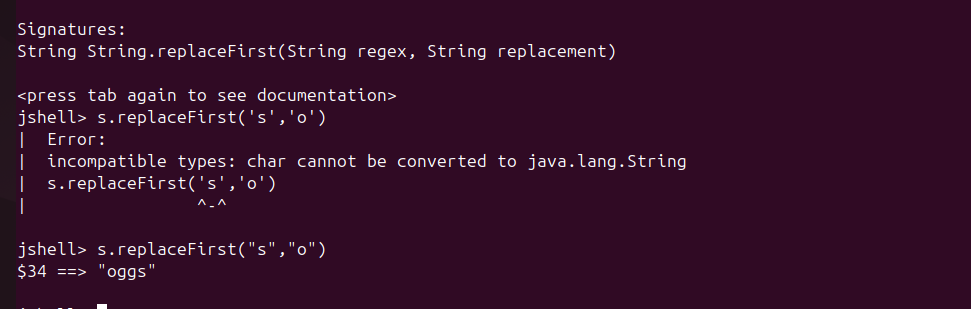 Signatures:
String String.replaceFirst(String regex, String replacement)
<press tab again to see documentation>
jshell> s.replaceFirst('s','o')
| Error:
| incompatible types: char cannot be converted to java.lang.String
| s.replaceFirst('s','o')
| ^-^
jshell> s.replaceFirst("s","o")
$34 ==> "oggs"